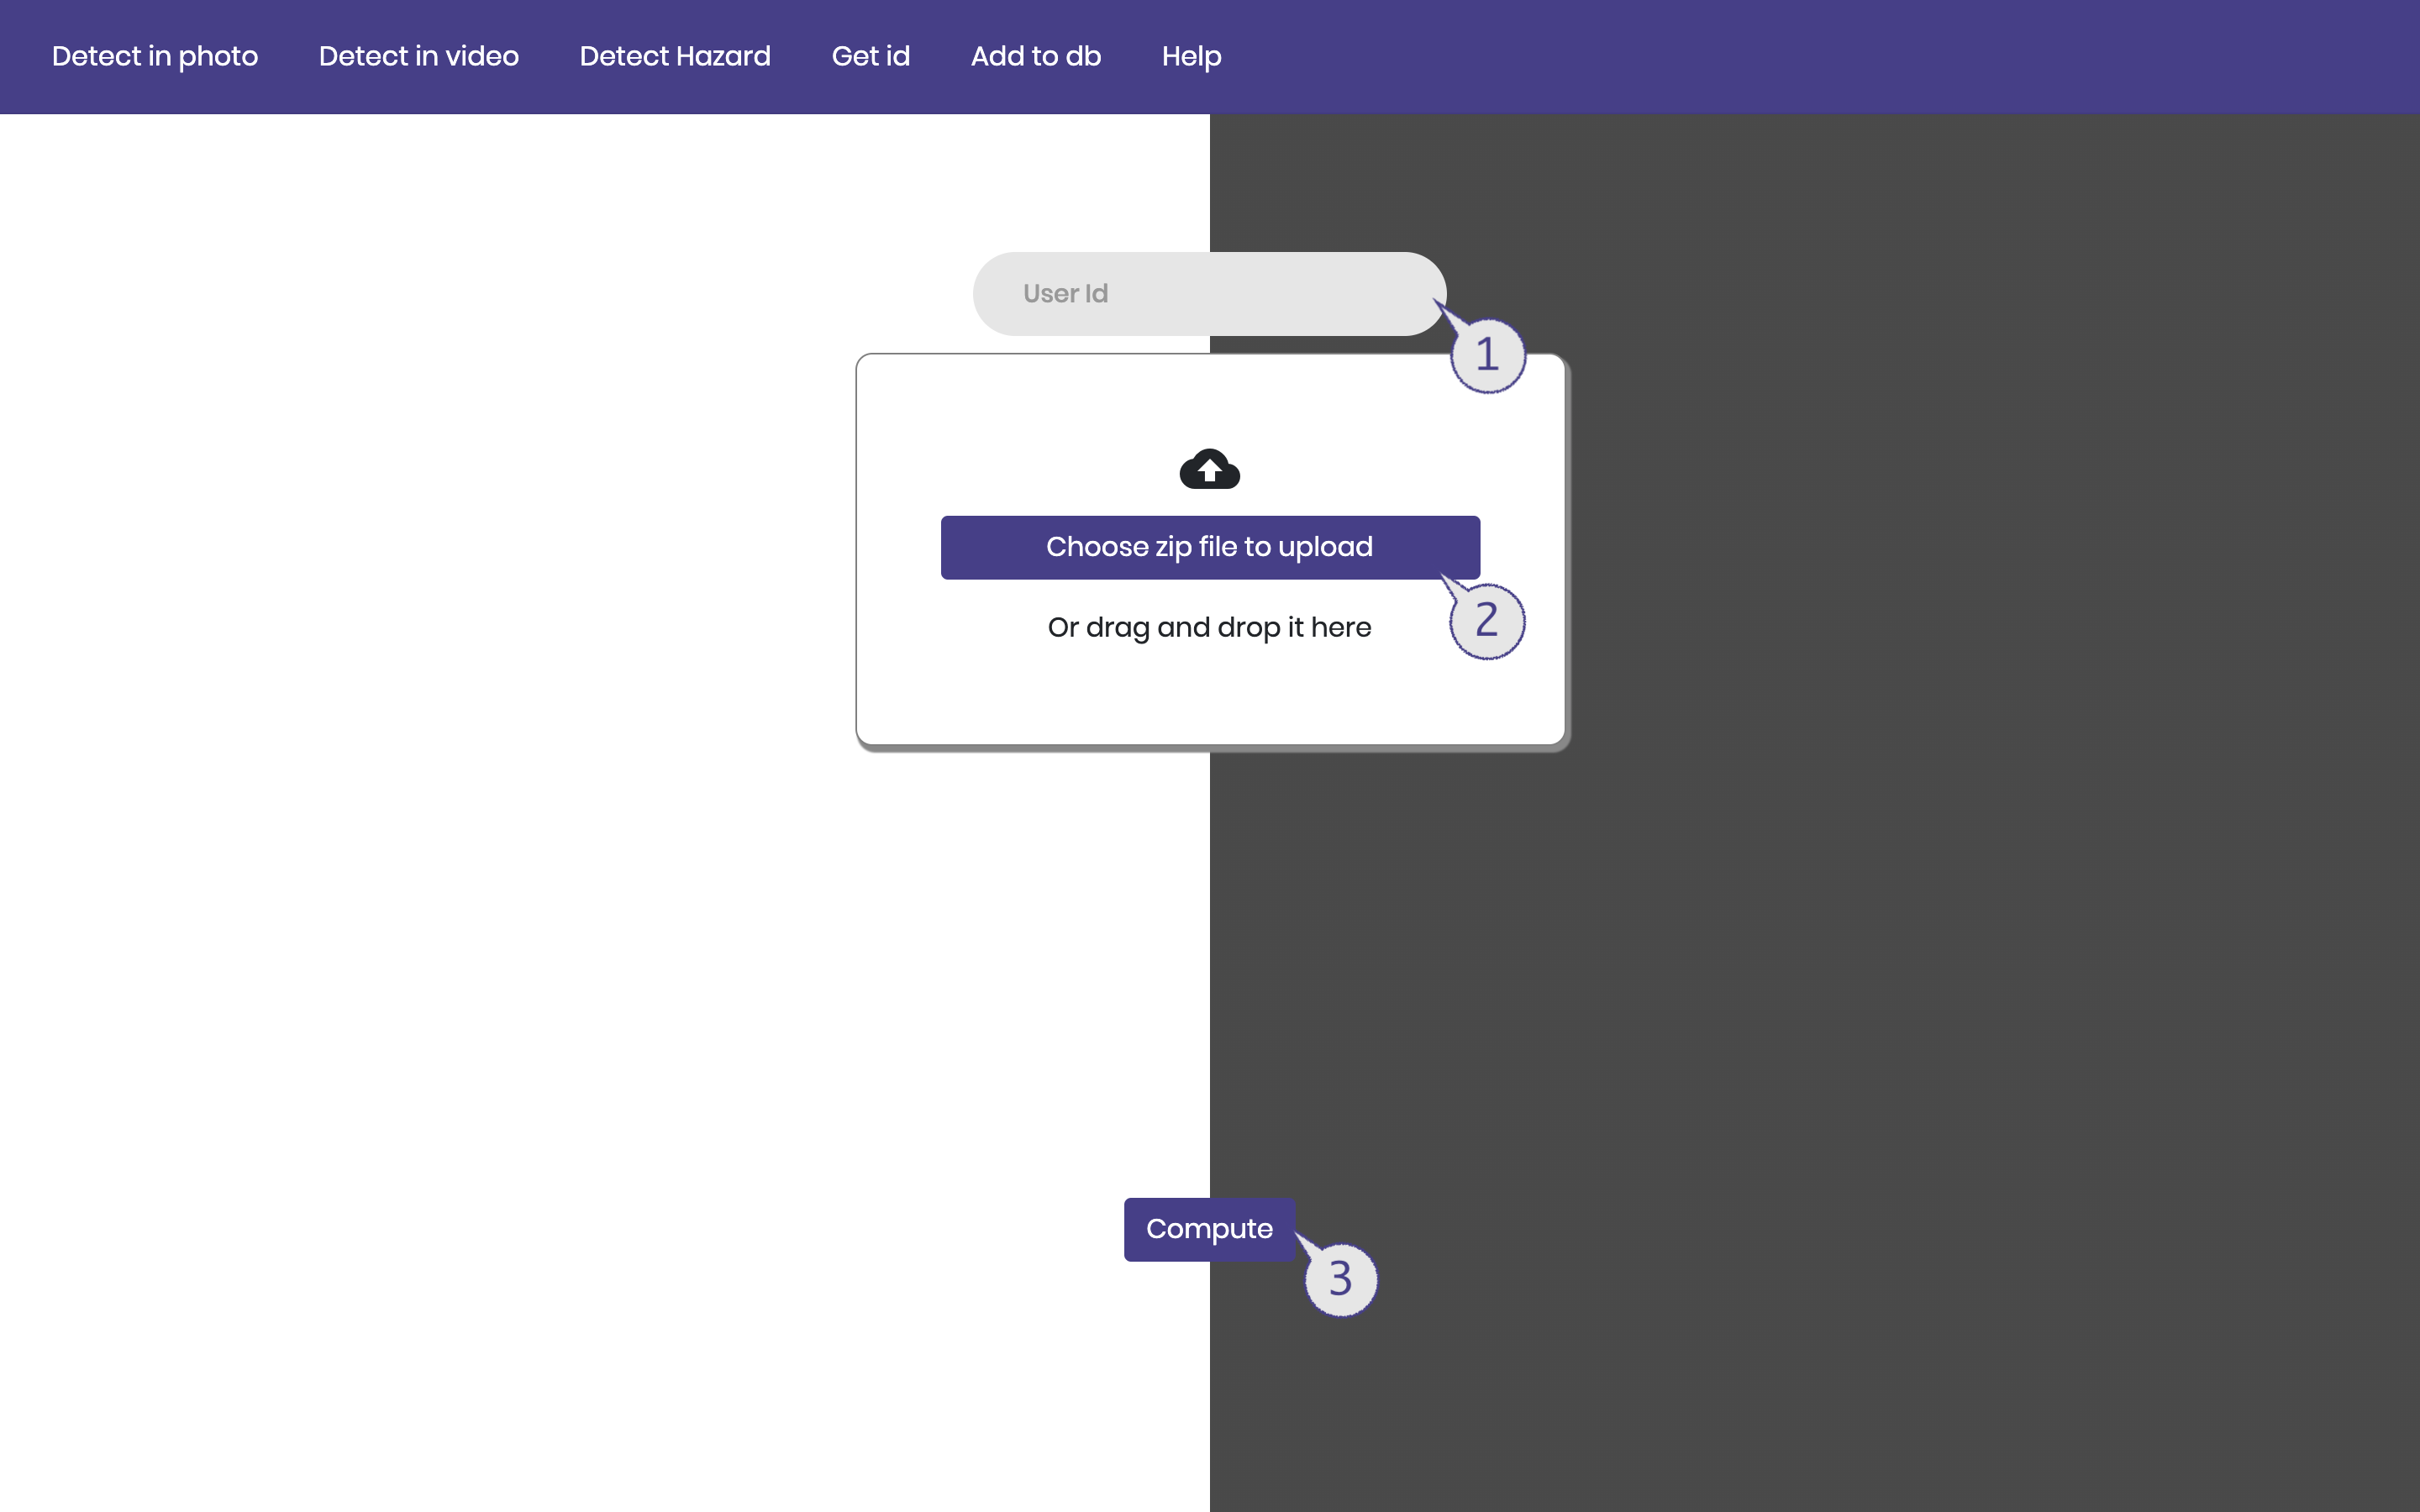 Detect in photo Detect in video Detect Hazard Get id Add to db Help
User Id
1
Choose zip file to upload
Or drag and drop it here
2
Compute
3